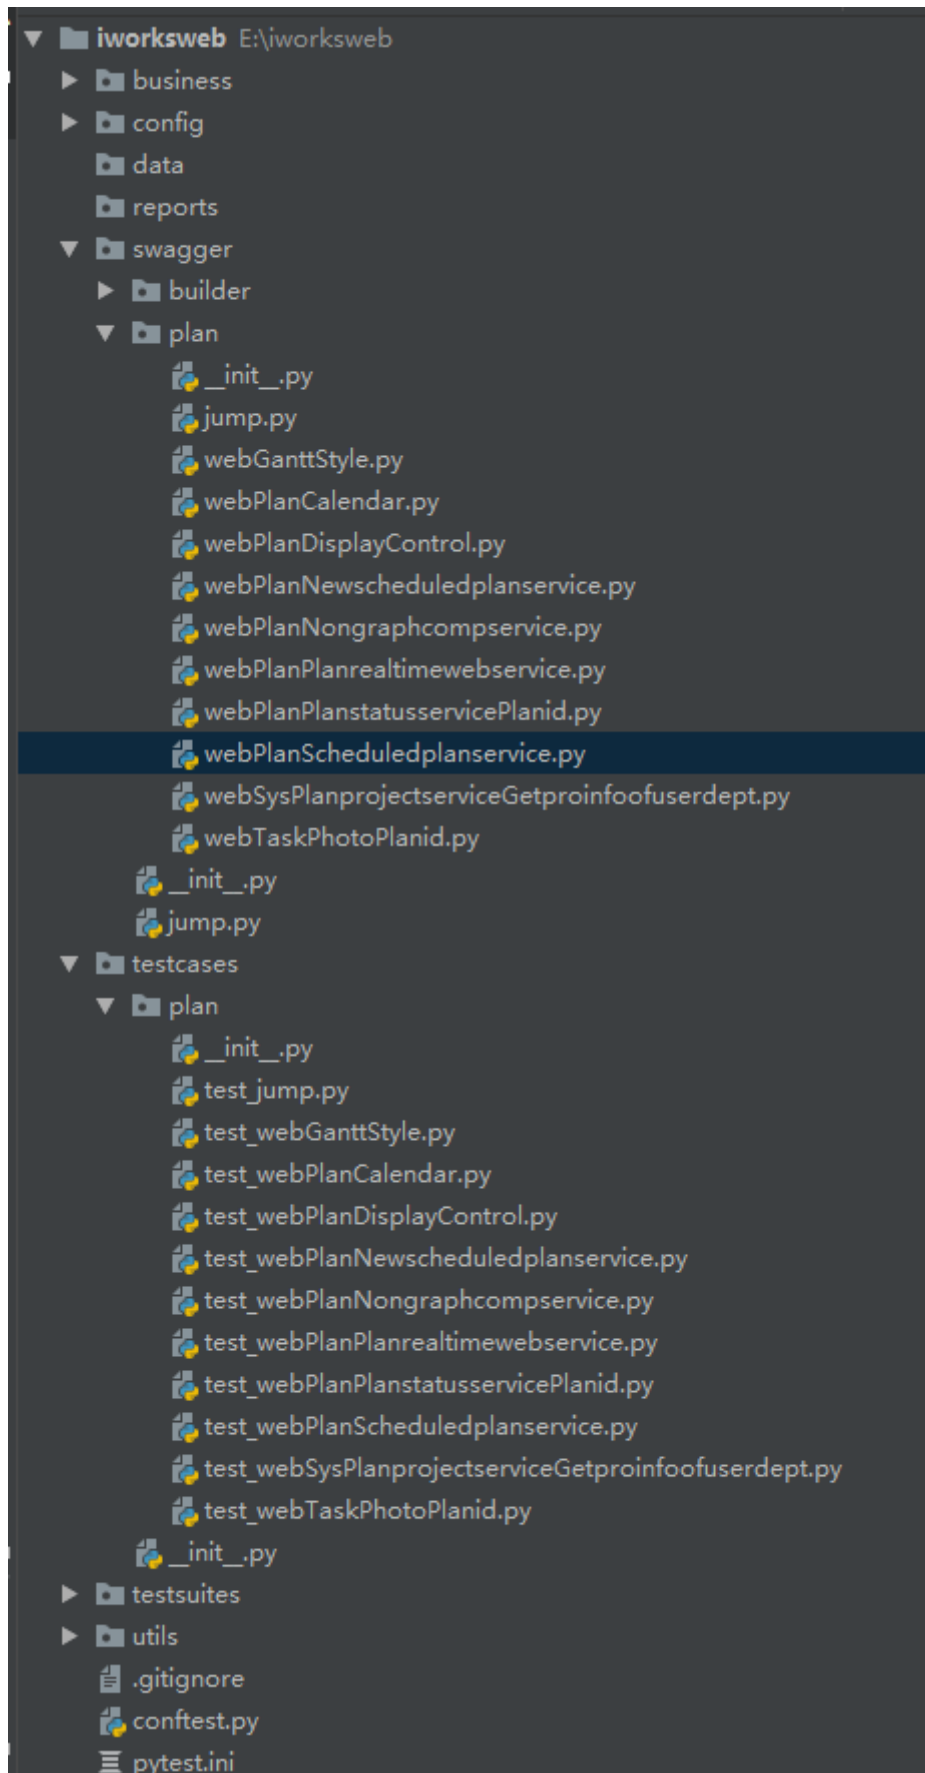 iworksweb E:\iworksweb
business
config
data
reports
swagger
builder
plan
__init__.py
jump.py
webGanttStyle.py
webPlanCalendar.py
webPlanDisplayControl.py
webPlanNewscheduledplanservice.py
webPlanNongraphcompservice.py
webPlanPlanrealtimewebservice.py
webPlanPlanstatusservicePlanid.py
webPlanScheduledplanservice.py
webSysPlanprojectserviceGetproinfoofuserdept.py
webTaskPhotoPlanid.py
__init__.py
jump.py
testcases
plan
__init__.py
test_jump.py
test_webGanttStyle.py
test_webPlanCalendar.py
test_webPlanDisplayControl.py
test_webPlanNewscheduledplanservice.py
test_webPlanNongraphcompservice.py
test_webPlanPlanrealtimewebservice.py
test_webPlanPlanstatusservicePlanid.py
test_webPlanScheduledplanservice.py
test_webSysPlanprojectserviceGetproinfoofuserdept.py
test_webTaskPhotoPlanid.py
__init__.py
testsuites
utils
.gitignore
conftest.py
pytest.ini